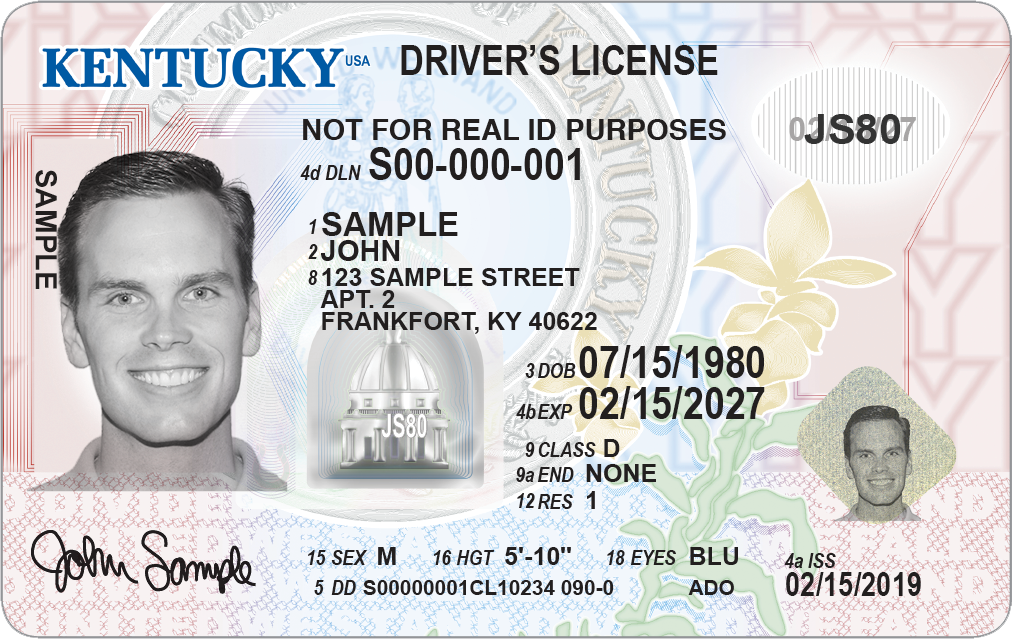 KENTUCKY USA DRIVER'S LICENSE
NOT FOR REAL ID PURPOSES
4d DLN S00-000-001
JS80
SAMPLE
1 SAMPLE
2 JOHN
8 123 SAMPLE STREET
APT. 2
FRANKFORT, KY 40622
3 DOB 07/15/1980
4b EXP 02/15/2027
JS80
9 CLASS D
9a END NONE
12 RES 1
John Sample
15 SEX M 16 HGT 5'-10" 18 EYES BLU
4a ISS
5 DD S00000001CL10234 090-0 ADO
02/15/2019